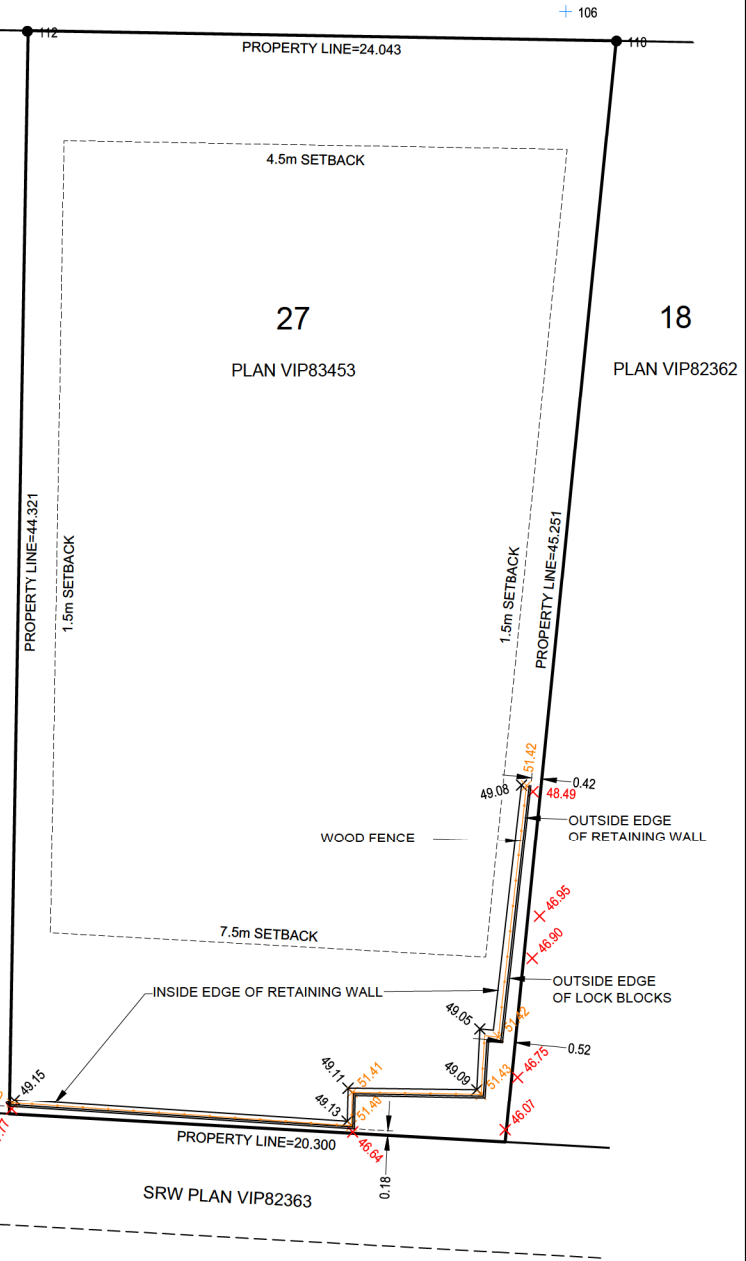 106
112
110
PROPERTY LINE=24.043
4.5m SETBACK
27
18
PLAN VIP83453
PLAN VIP82362
PROPERTY LINE=44.321
1.5m SETBACK
1.5m SETBACK
PROPERTY LINE=45.251
51.42
49.08
0.42
48.49
WOOD FENCE
OUTSIDE EDGE
OF RETAINING WALL
46.95
46.90
7.5m SETBACK
INSIDE EDGE OF RETAINING WALL
OUTSIDE EDGE
OF LOCK BLOCKS
49.05
51.42
0.52
49.15
49.11
51.41
49.09
51.43
46.75
49.13
51.40
46.07
PROPERTY LINE=20.300
46.64
0.18
SRW PLAN VIP82363